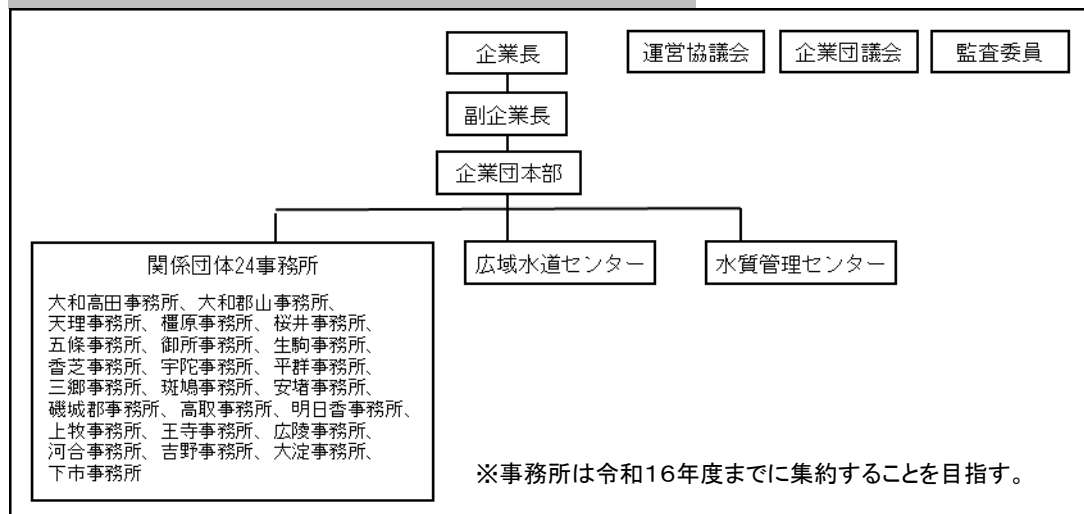 企業長
運営協議会
企業団議会
監査委員
副企業長
企業団本部
関係団体24事務所
広域水道センター
水質管理センター
大和高田事務所、大和郡山事務所、
天理事務所、橿原事務所、桜井事務所、
五條事務所、御所事務所、生駒事務所、
香芝事務所、宇陀事務所、平群事務所、
三郷事務所、斑鳩事務所、安堵事務所、
磯城郡事務所、高取事務所、明日香事務所、
上牧事務所、王寺事務所、広陵事務所、
河合事務所、吉野事務所、大淀事務所、
下市事務所
※事務所は令和16年度までに集約することを目指す。